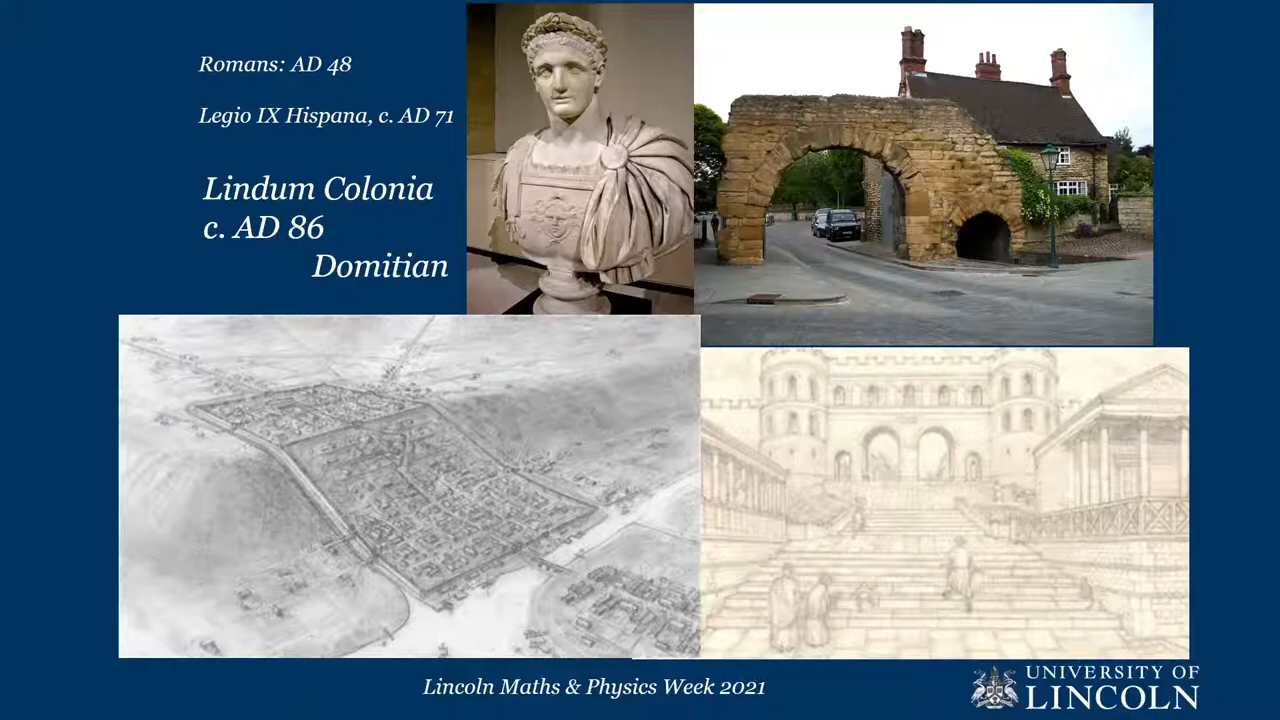 Romans: AD 48
Legio IX Hispana, c. AD 71
Lindum Colonia
c. AD 86
Domitian
Lincoln Maths & Physics Week 2021
UNIVERSITY OF
LINCOLN